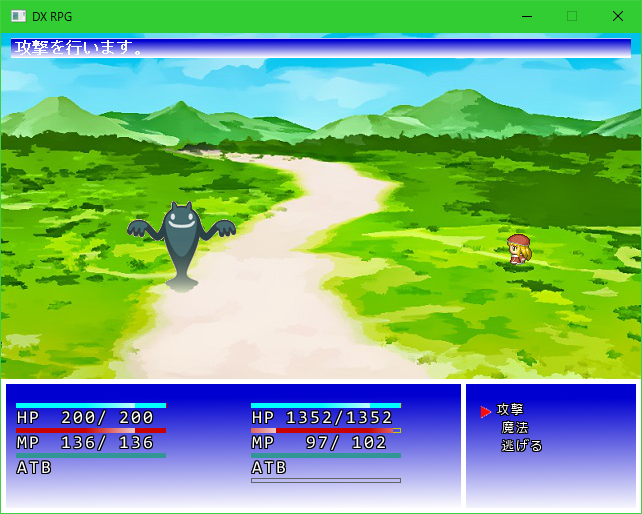 DX RPG
攻撃を行います。
HP 200/ 200
MP 136/ 136
ATB
HP 1352/1352
MP 97/ 102
ATB
攻撃
魔法
逃げる